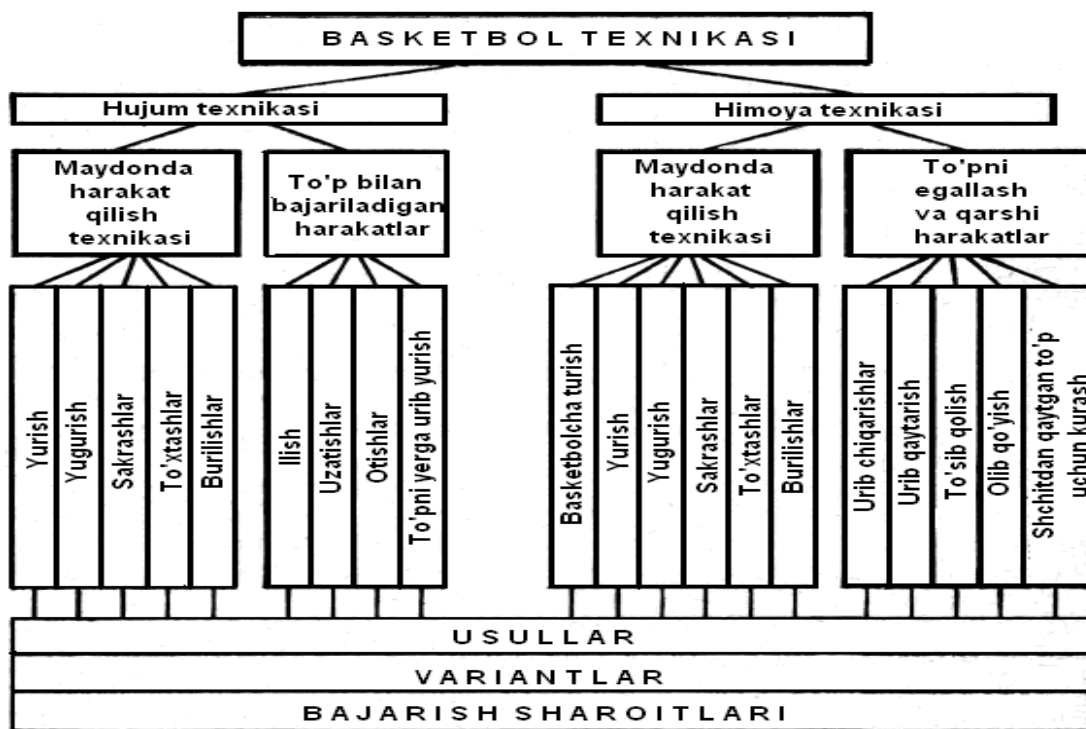 BASKETBOL TEXNIKASI
Hujum texnikasi
Himoya texnikasi
Maydonda
harakat
qilish
texnikasi
To'p bilan
bajariladigan
harakatlar
Maydonda
harakat
qilish
texnikasi
To'pni
egallash
va qarshi
harakatlar
Yurish
Yugurish
Sakrashlar
To'xtashlar
Burilishlar
Ilish
Uzatishlar
Otishlar
To'pni yerga urib yurish
Basketbolcha turish
Yurish
Yugurish
Sakrashlar
To'xtashlar
Burilishlar
Urib chiqarishlar
Urib qaytarish
To'sib qolish
Olib qo'yish
Shchitdan qaytgan to'p
uchun kurash
USULLAR
VARIANTLAR
BAJARISH SHAROITLARI